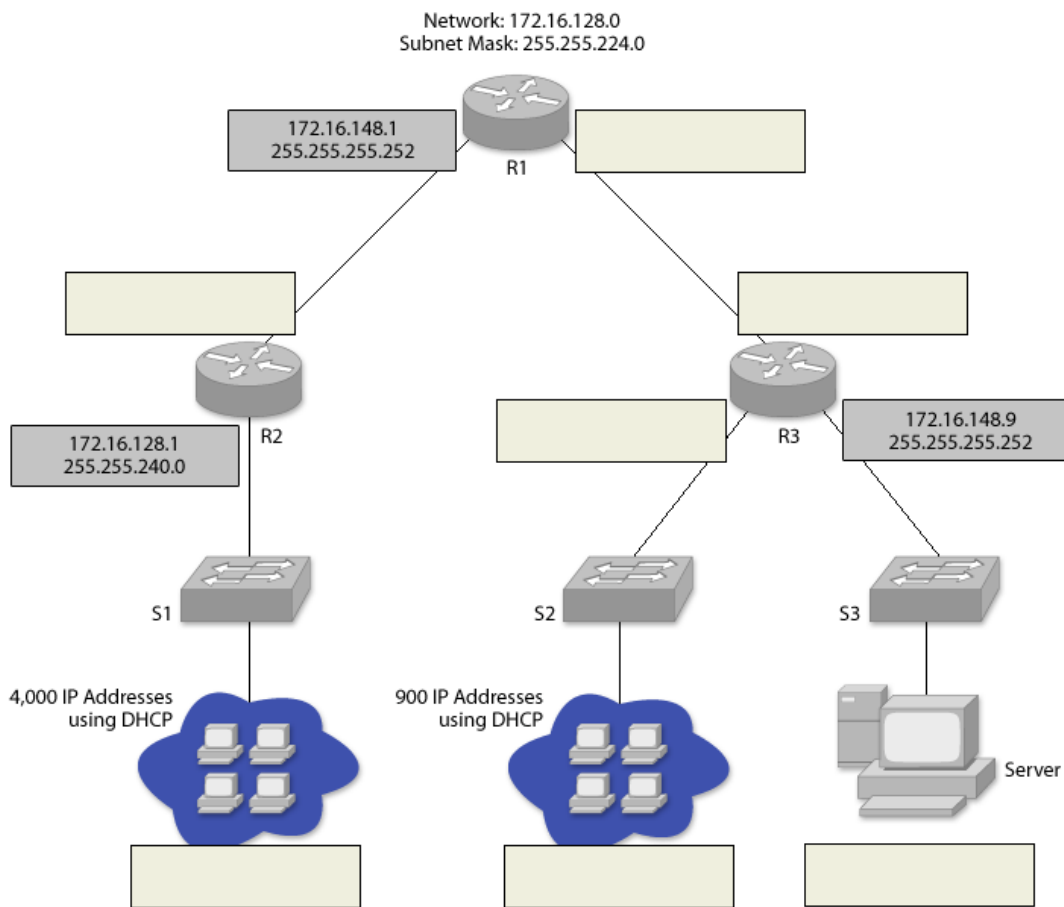 Network: 172.16.128.0
Subnet Mask: 255.255.224.0
172.16.148.1
255.255.255.252
R1
R2
172.16.128.1
255.255.240.0
R3
172.16.148.9
255.255.255.252
S1
S2
S3
4,000 IP Addresses
using DHCP
900 IP Addresses
using DHCP
Server